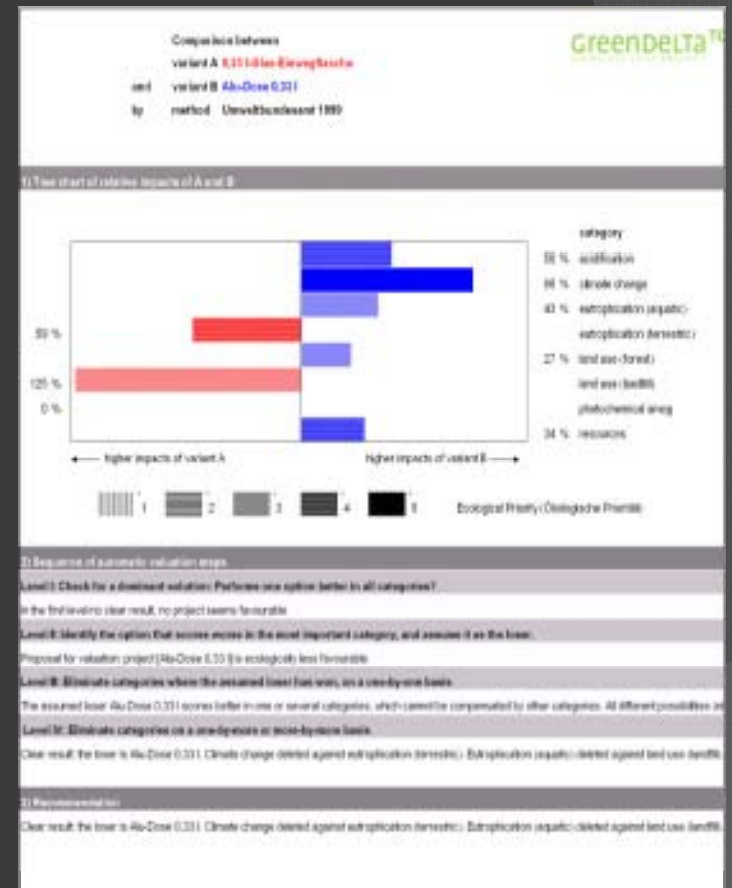 Comparison between
GreenDeltaTC
variant A 0,33 l-Glas-Einwegflasche
and variant B Alu-Dose 0,33 l
by method Umweltbundesamt 1999
1) Tree chart of relative impacts of A and B
category
acidification
climate change
43 % eutrophication (aquatic)
59 % eutrophication (terrestric)
27 % land use (forest)
125 % land use (landfill)
0 % photochemical smog
34 % resources
higher impacts of variant A higher impacts of variant B
1 2 3 4 5 Ecological Priority (Ökologische Priorität)
2) Sequence of automatic valuation steps
Level I: Check for a dominant solution: Performs one option better in all categories?
In the first level no clear result, no project seems favourable
Level II: Identify the option that scores worse in the most important category, and assume it as the loser.
Proposal for valuation: project [Alu-Dose 0,33 l] is ecologically less favourable
Level III: Eliminate categories where the assumed loser has won, on a one-by-one basis
The assumed loser Alu-Dose 0,33 l scores better in one or several categories, which cannot be compensated by other categories. All different possibilities
Level IV: Eliminate categories on a one-by-more or more-by-more basis
Clear result: the loser is Alu-Dose 0,33 l. Climate change deleted against eutrophication (terrestric). Eutrophication (aquatic) deleted against land use (landfill)
3) Recommendation
Clear result: the loser is Alu-Dose 0,33 l. Climate change deleted against eutrophication (terrestric). Eutrophication (aquatic) deleted against land use (landfill)